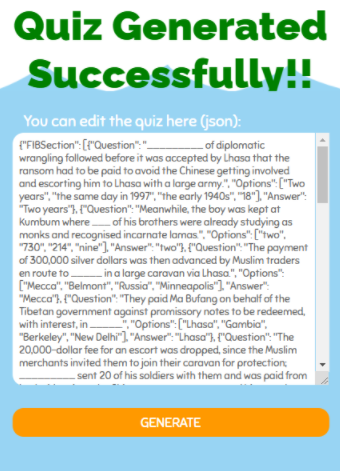 Quiz Generated
Successfully!!
You can edit the quiz here (json):
{"FIBSection": [{"Question": "__________ of diplomatic
wrangling followed before it was accepted by Lhasa that the
ransom had to be paid to avoid the Chinese getting involved
and escorting him to Lhasa with a large army.", "Options": ["Two
years", "the same day in 1997", "the early 1940s", "18"], "Answer":
"Two years"}, {"Question": "Meanwhile, the boy was kept at
Kumbum where ____ of his brothers were already studying as
monks and recognised incarnate lamas.", "Options": ["two",
"730", "214", "nine"], "Answer": "two"}, {"Question": "The payment
of 300,000 silver dollars was then advanced by Muslim traders
en route to ______ in a large caravan via Lhasa.", "Options":
["Mecca", "Belmont", "Russia", "Minneapolis"], "Answer":
"Mecca"}, {"Question": "They paid Ma Bufang on behalf of the
Tibetan government against promissory notes to be redeemed,
with interest, in ______.", "Options": ["Lhasa", "Gambia",
"Berkeley", "New Delhi"], "Answer": "Lhasa"}, {"Question": "The
20,000-dollar fee for an escort was dropped, since the Muslim
merchants invited them to join their caravan for protection;
__________ sent 20 of his soldiers with them and was paid from
GENERATE